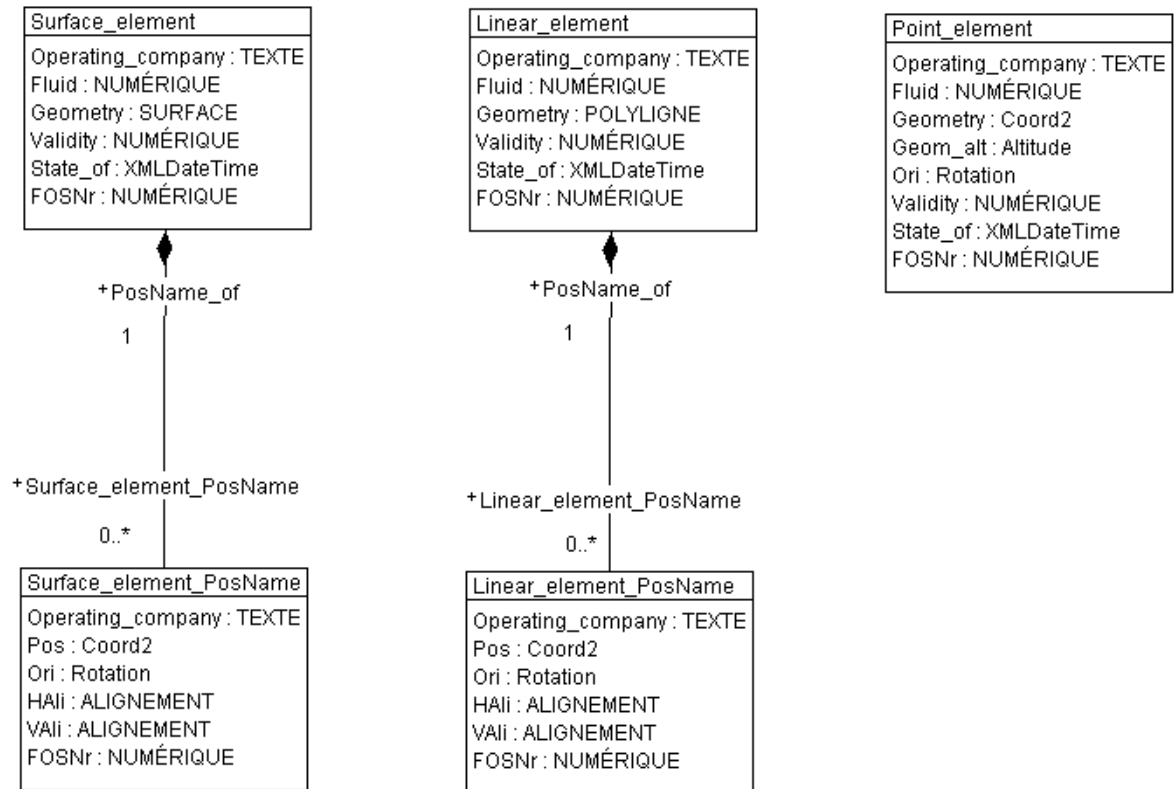 Surface_element
Operating_company : TEXTE
Fluid : NUMÉRIQUE
Geometry : SURFACE
Validity : NUMÉRIQUE
State_of : XMLDateTime
FOSNr : NUMÉRIQUE
+PosName_of
1
+Surface_element_PosName
0..*
Surface_element_PosName
Operating_company : TEXTE
Pos : Coord2
Ori : Rotation
HAli : ALIGNEMENT
VAli : ALIGNEMENT
FOSNr : NUMÉRIQUE
Linear_element
Operating_company : TEXTE
Fluid : NUMÉRIQUE
Geometry : POLYLIGNE
Validity : NUMÉRIQUE
State_of : XMLDateTime
FOSNr : NUMÉRIQUE
+PosName_of
1
+Linear_element_PosName
0..*
Linear_element_PosName
Operating_company : TEXTE
Pos : Coord2
Ori : Rotation
HAli : ALIGNEMENT
VAli : ALIGNEMENT
FOSNr : NUMÉRIQUE
Point_element
Operating_company : TEXTE
Fluid : NUMÉRIQUE
Geometry : Coord2
Geom_alt : Altitude
Ori : Rotation
Validity : NUMÉRIQUE
State_of : XMLDateTime
FOSNr : NUMÉRIQUE